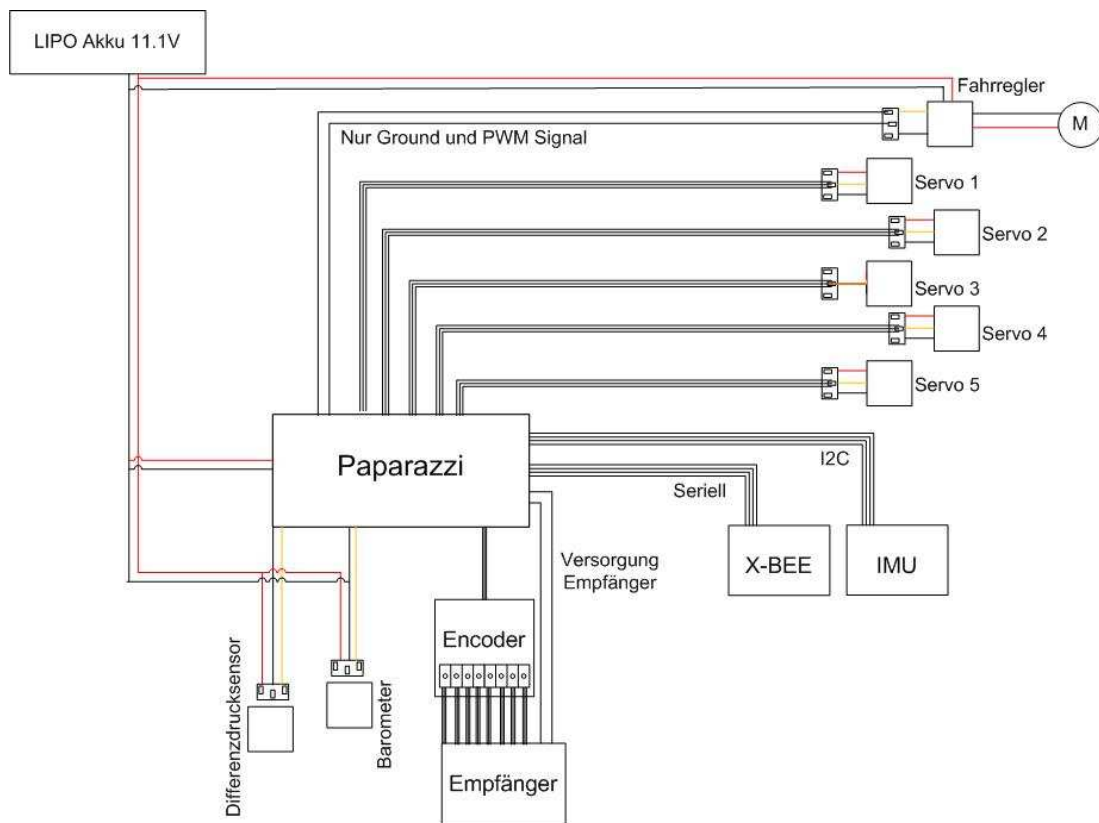 LIPO Akku 11.1V
Fahrregler
M
Nur Ground und PWM Signal
Servo 1
Servo 2
Servo 3
Servo 4
Servo 5
Paparazzi
I2C
Seriell
X-BEE
IMU
Versorgung
Empfänger
Encoder
Differenzdrucksensor
Barometer
Empfänger